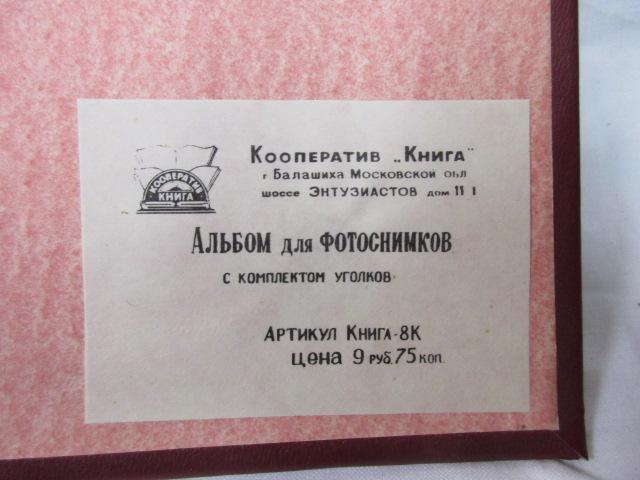 КООПЕРАТИВ КНИГА
КООПЕРАТИВ „КНИГА"
г БАЛАШИХА МОСКОВСКОЙ ОБЛ
шоссе ЭНТУЗИАСТОВ дом 11 1
АЛЬБОМ для ФОТОСНИМКОВ
С КОМПЛЕКТОМ УГОЛКОВ
АРТИКУЛ КНИГА-8К
ЦЕНА 9 РУБ. 75 КОП.